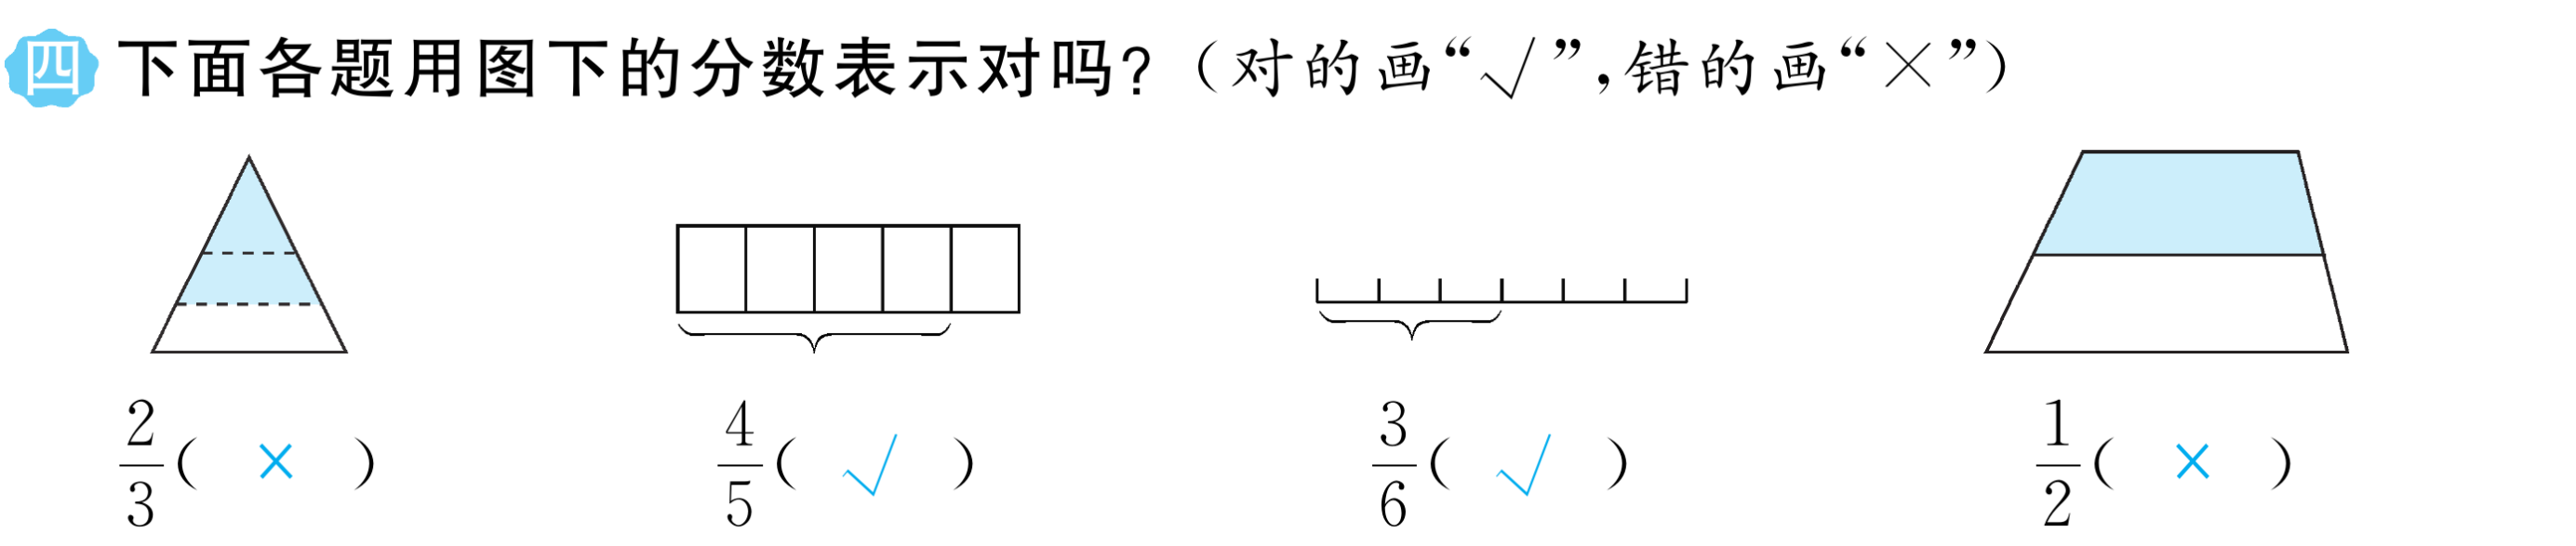 四 下面各题用图下的分数表示对吗?(对的画“√”,错的画“×”)
2/3( × ) 4/5( √ ) 3/6( √ ) 1/2( × )